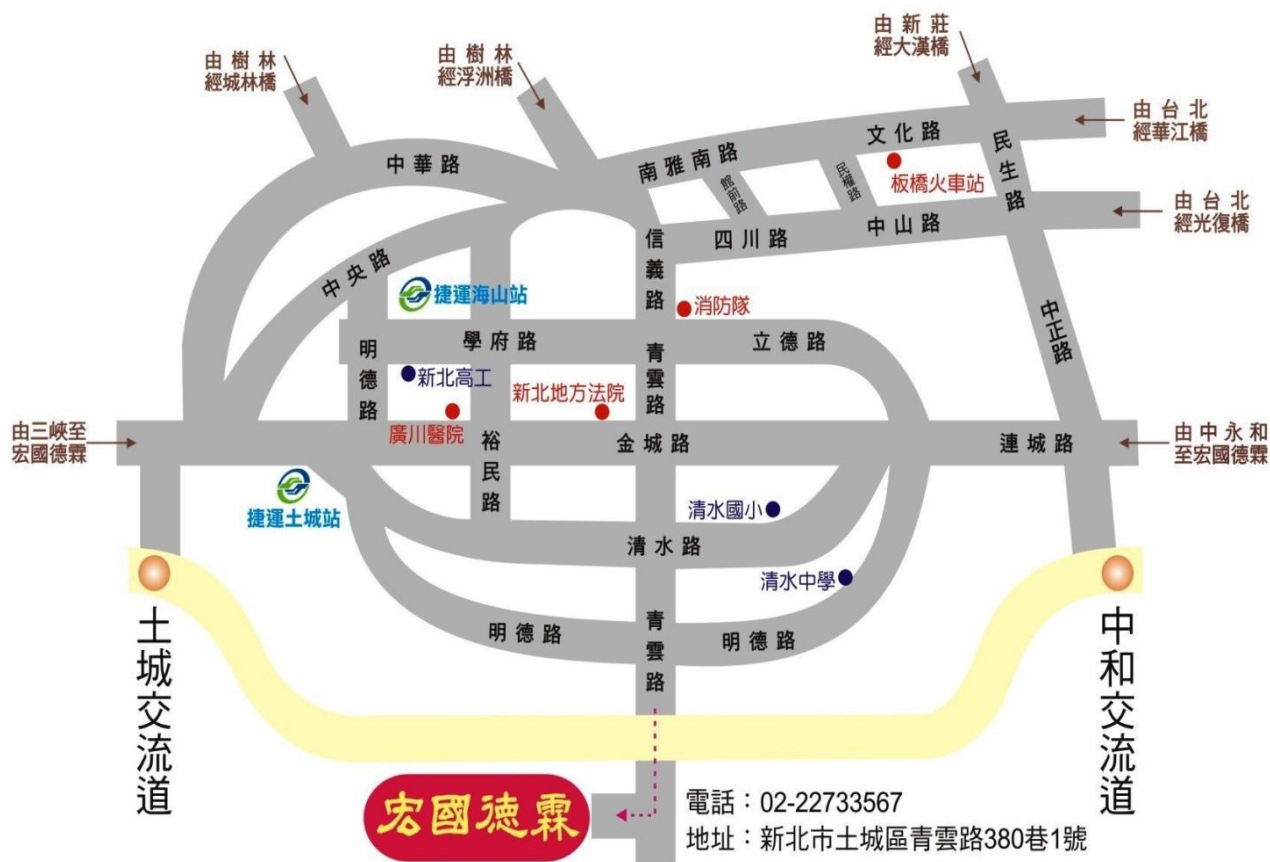 由新莊
經大漢橋
由樹林
經城林橋
由樹林
經浮洲橋
由台北
經華江橋
文化路
民生路
南雅南路
中華路
館前路
民權路
板橋火車站
由台北
經光復橋
中山路
四川路
信義路
中央路
捷運海山站
消防隊
中正路
學府路
立德路
明德路
青雲路
新北高工
新北地方法院
廣川醫院
由三峽至
宏國德霖
裕民路
金城路
連城路
由中永和
至宏國德霖
捷運土城站
清水國小
清水路
清水中學
明德路
青雲路
明德路
土城交流道
中和交流道
宏國德霖
電話：02-22733567
地址：新北市土城區青雲路380巷1號